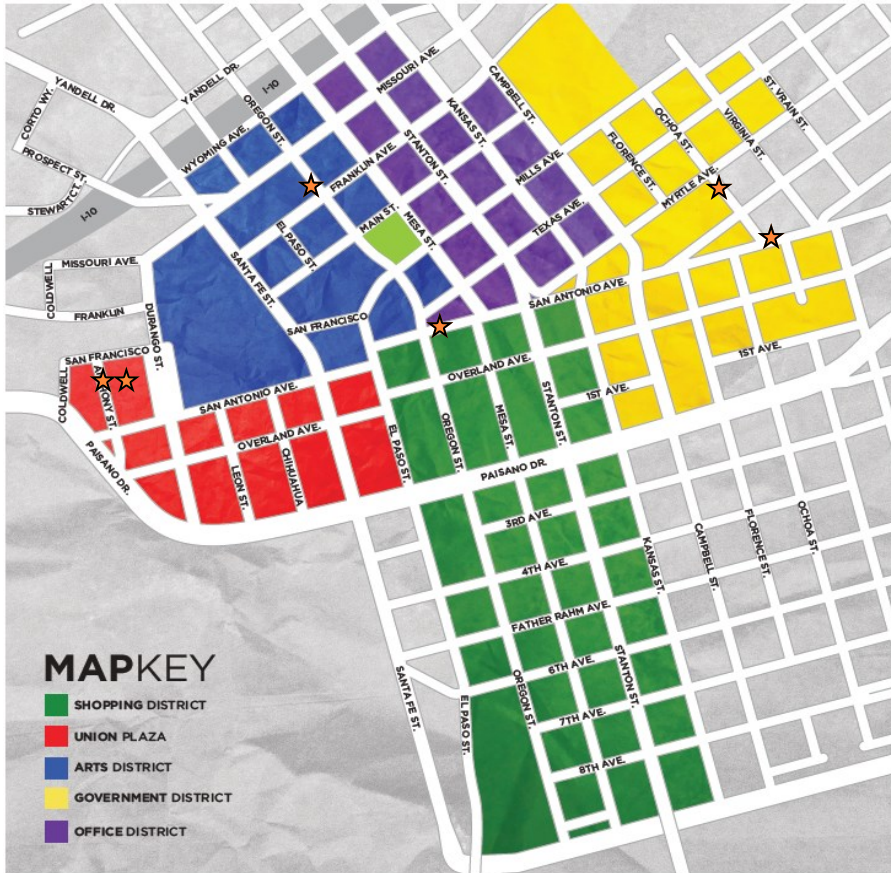 YANDELL DR.
YANDELL DR.
I-10
MISSOURI AVE.
CORTO WY.
OREGON ST.
CAMPBELL ST.
KANSAS ST.
OCHOA ST.
ST. VRAIN ST.
VIRGINIA ST.
WYOMING AVE.
STANTON ST.
FLORENCE ST.
PROSPECT ST.
FRANKLIN AVE.
MILLS AVE.
MYRTLE AVE.
STEWART CT.
I-10
MAIN ST.
MESA ST.
TEXAS AVE.
EL PASO ST.
SANTA FE ST.
MISSOURI AVE.
COLDWELL
FRANKLIN
DURANGO ST.
SAN ANTONIO AVE.
SAN FRANCISCO
SAN FRANCISCO
OVERLAND AVE.
1ST AVE.
COLDWELL
ANTHONY ST.
SAN ANTONIO AVE.
STANTON ST.
1ST AVE.
MESA ST.
OREGON ST.
EL PASO ST.
OVERLAND AVE.
PAISANO DR.
LEON ST.
CHIHUAHUA
PAISANO DR.
3RD AVE.
4TH AVE.
KANSAS ST.
CAMPBELL ST.
FLORENCE ST.
OCHOA ST.
FATHER RAHM AVE.
6TH AVE.
STANTON ST.
OREGON ST.
SANTA FE ST.
EL PASO ST.
7TH AVE.
8TH AVE.
MAPKEY
SHOPPING DISTRICT
UNION PLAZA
ARTS DISTRICT
GOVERNMENT DISTRICT
OFFICE DISTRICT